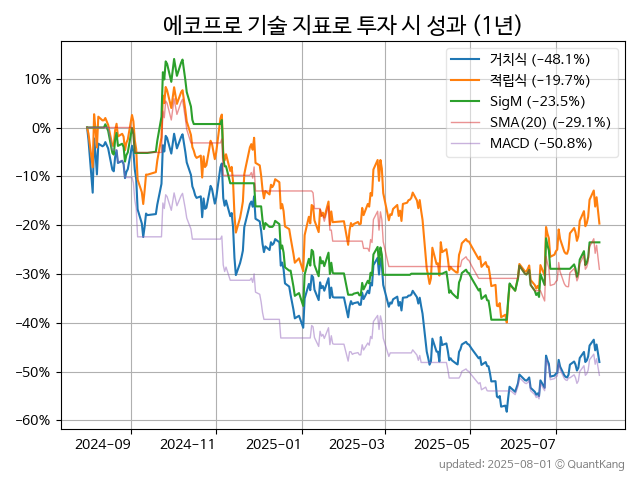 에코프로 기술 지표로 투자 시 성과 (1년)
거치식 (−48.1%)
적립식 (−19.7%)
SigM (−23.5%)
SMA(20) (−29.1%)
MACD (−50.8%)
10%
0%
−10%
−20%
−30%
−40%
−50%
−60%
2024−09
2024−11
2025−01
2025−03
2025−05
2025−07
updated: 2025-08-01 © QuantKang